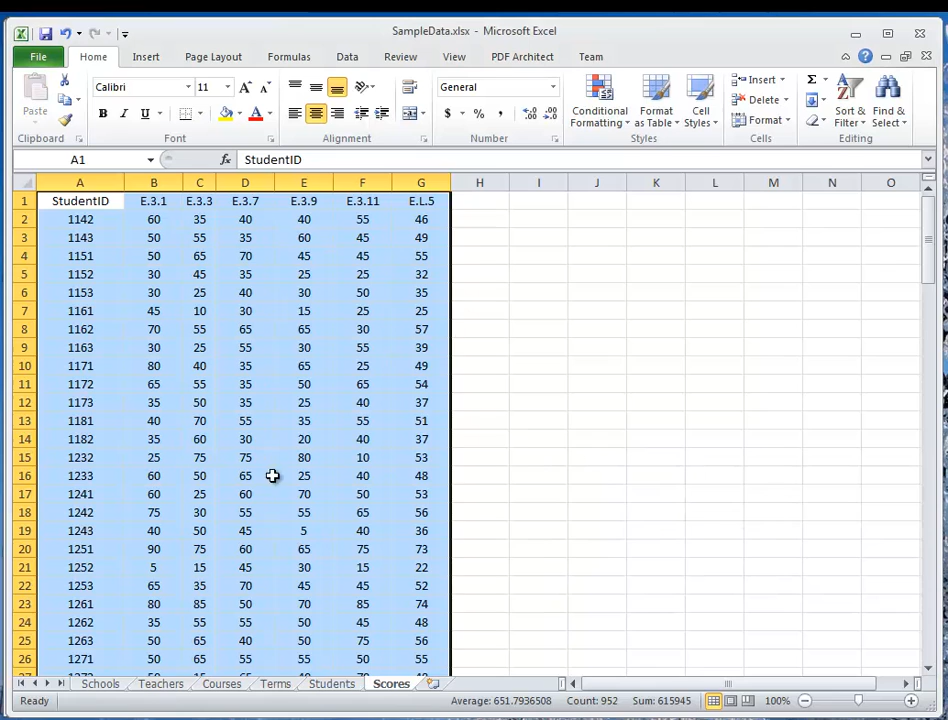 SampleData.xlsx - Microsoft Excel
File Home Insert Page Layout Formulas Data Review View PDF Architect Team
Paste Calibri 11 General Conditional Formatting Format as Table Cell Styles Insert Delete Format Sort & Filter Find & Select
Clipboard Font Alignment Number Styles Cells Editing
A1 fx StudentID
A B C D E F G H I J K L M N O
1 StudentID E.3.1 E.3.3 E.3.7 E.3.9 E.3.11 E.L.5
2 1142 60 35 40 40 55 46
3 1143 50 55 35 60 45 49
4 1151 50 65 70 45 45 55
5 1152 30 45 35 25 25 32
6 1153 30 25 40 30 50 35
7 1161 45 10 30 15 25 25
8 1162 70 55 65 65 30 57
9 1163 30 25 55 30 55 39
10 1171 80 40 35 65 25 49
11 1172 65 55 35 50 65 54
12 1173 35 50 35 25 40 37
13 1181 40 70 55 35 55 51
14 1182 35 60 30 20 40 37
15 1232 25 75 75 80 10 53
16 1233 60 50 65 25 40 48
17 1241 60 25 60 70 50 53
18 1242 75 30 55 55 65 56
19 1243 40 50 45 5 40 36
20 1251 90 75 60 65 75 73
21 1252 5 15 45 30 15 22
22 1253 65 35 70 45 45 52
23 1261 80 85 50 70 85 74
24 1262 35 55 55 50 45 48
25 1263 50 65 40 50 75 56
26 1271 50 65 55 55 50 55
Schools Teachers Courses Terms Students Scores
Ready Average: 651.7936508 Count: 952 Sum: 615945 100%